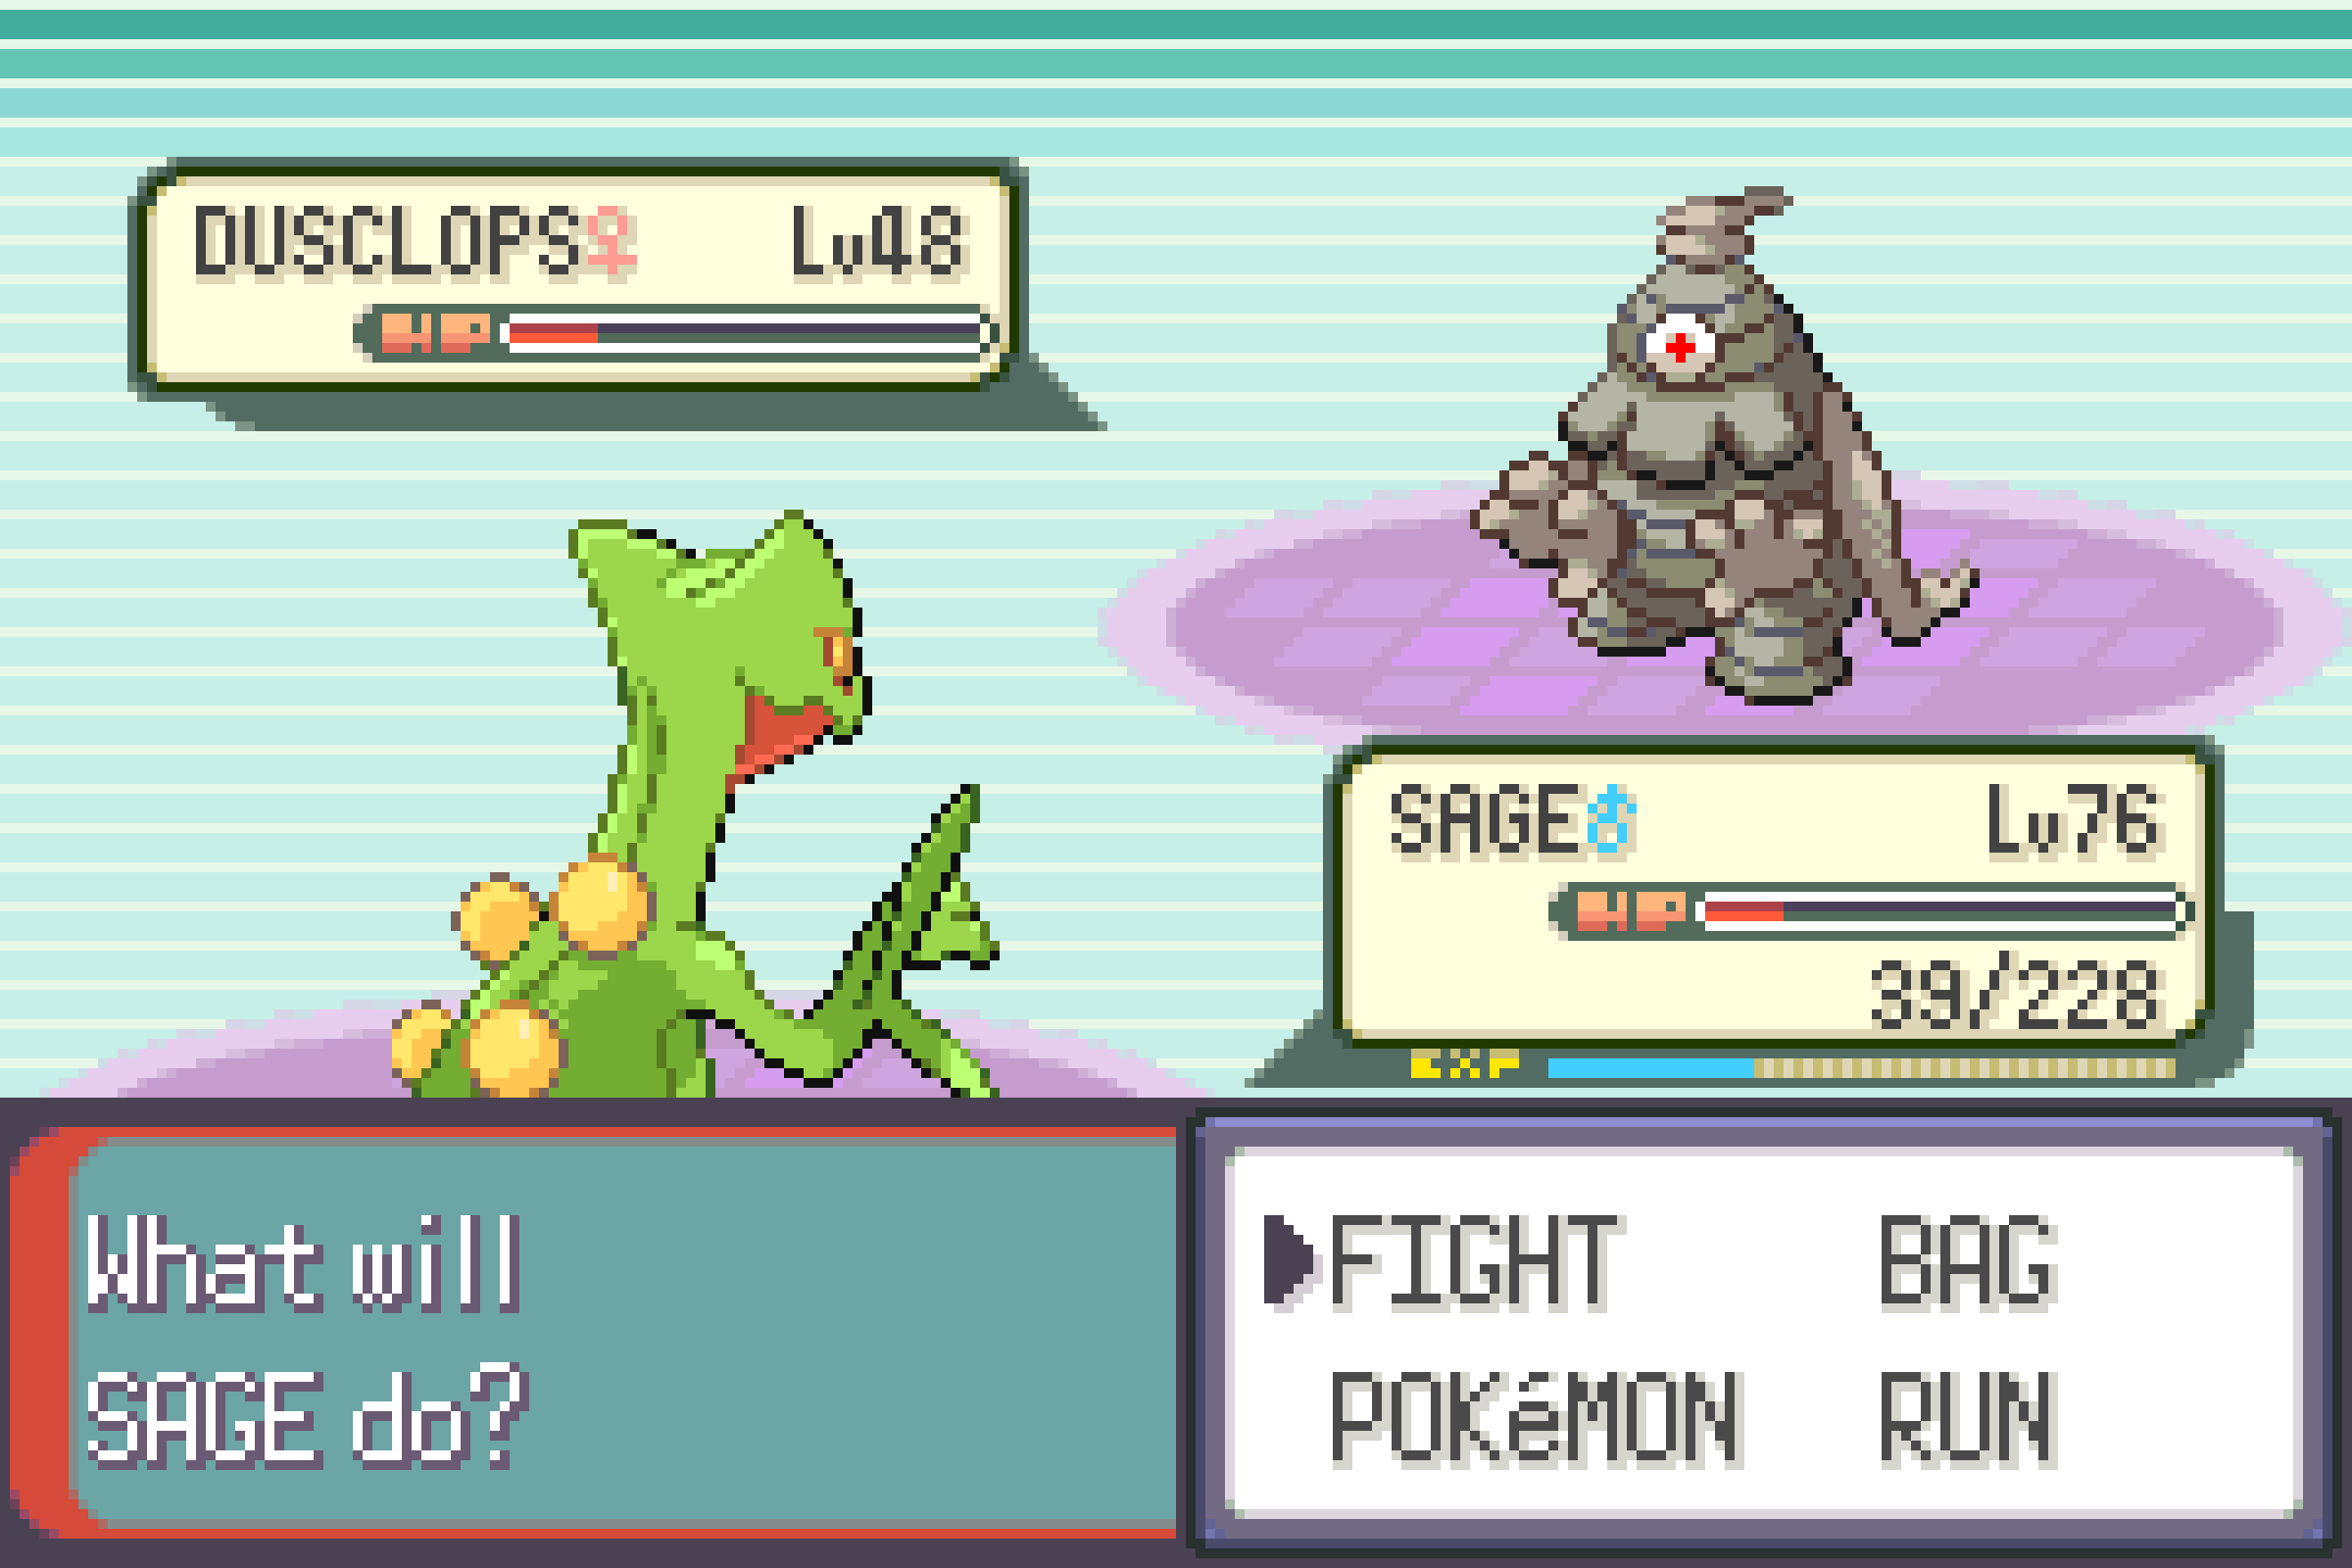 DUSCLOPS♀ Lv48
HP
SAGE♂ Lv76
HP
39/228
EXP
What will
SAGE do?
FIGHT BAG
POKéMON RUN